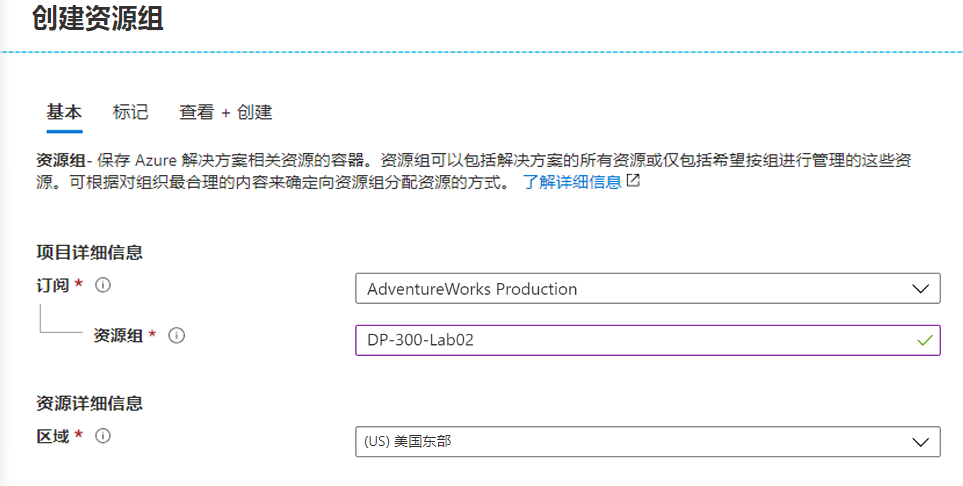 创建资源组
基本 标记 查看 + 创建
资源组- 保存 Azure 解决方案相关资源的容器。资源组可以包括解决方案的所有资源或仅包括希望按组进行管理的这些资
源。可根据对组织最合理的内容来确定向资源组分配资源的方式。 了解详细信息
项目详细信息
订阅 * AdventureWorks Production
资源组 * DP-300-Lab02
资源详细信息
区域 * (US) 美国东部